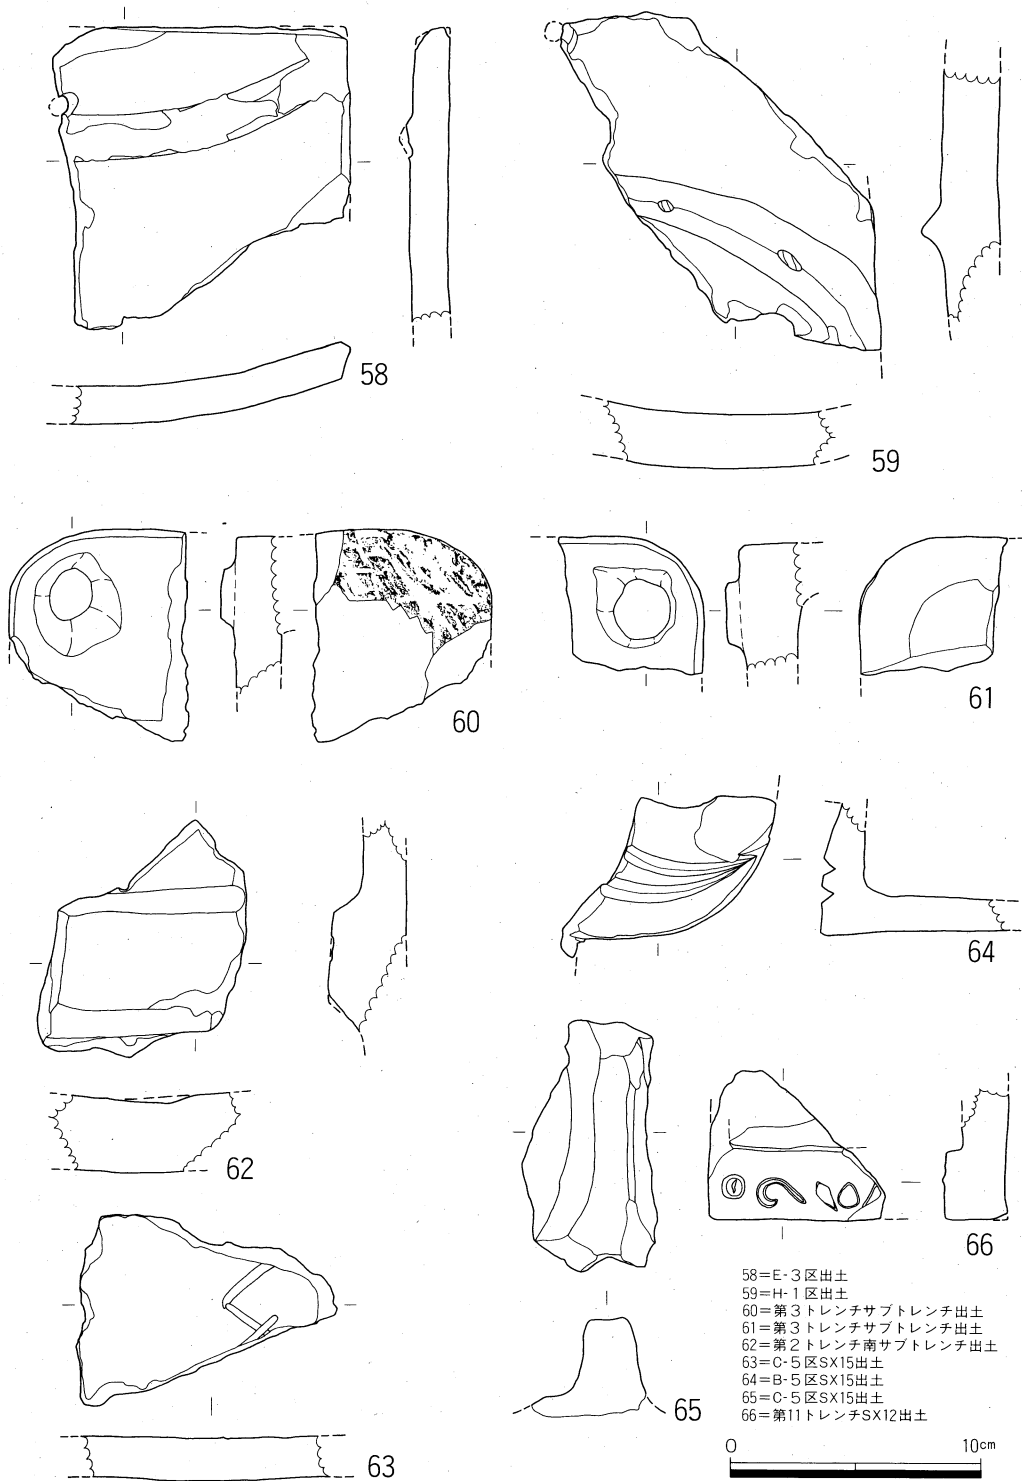 58
59
60
61
62
64
65
66
63
58=E-3区出土
59=H-1区出土
60=第3トレンチサブトレンチ出土
61=第3トレンチサブトレンチ出土
62=第2トレンチ南サブトレンチ出土
63=C-5区SX15出土
64=B-5区SX15出土
65=C-5区SX15出土
66=第11トレンチSX12出土
0 10cm